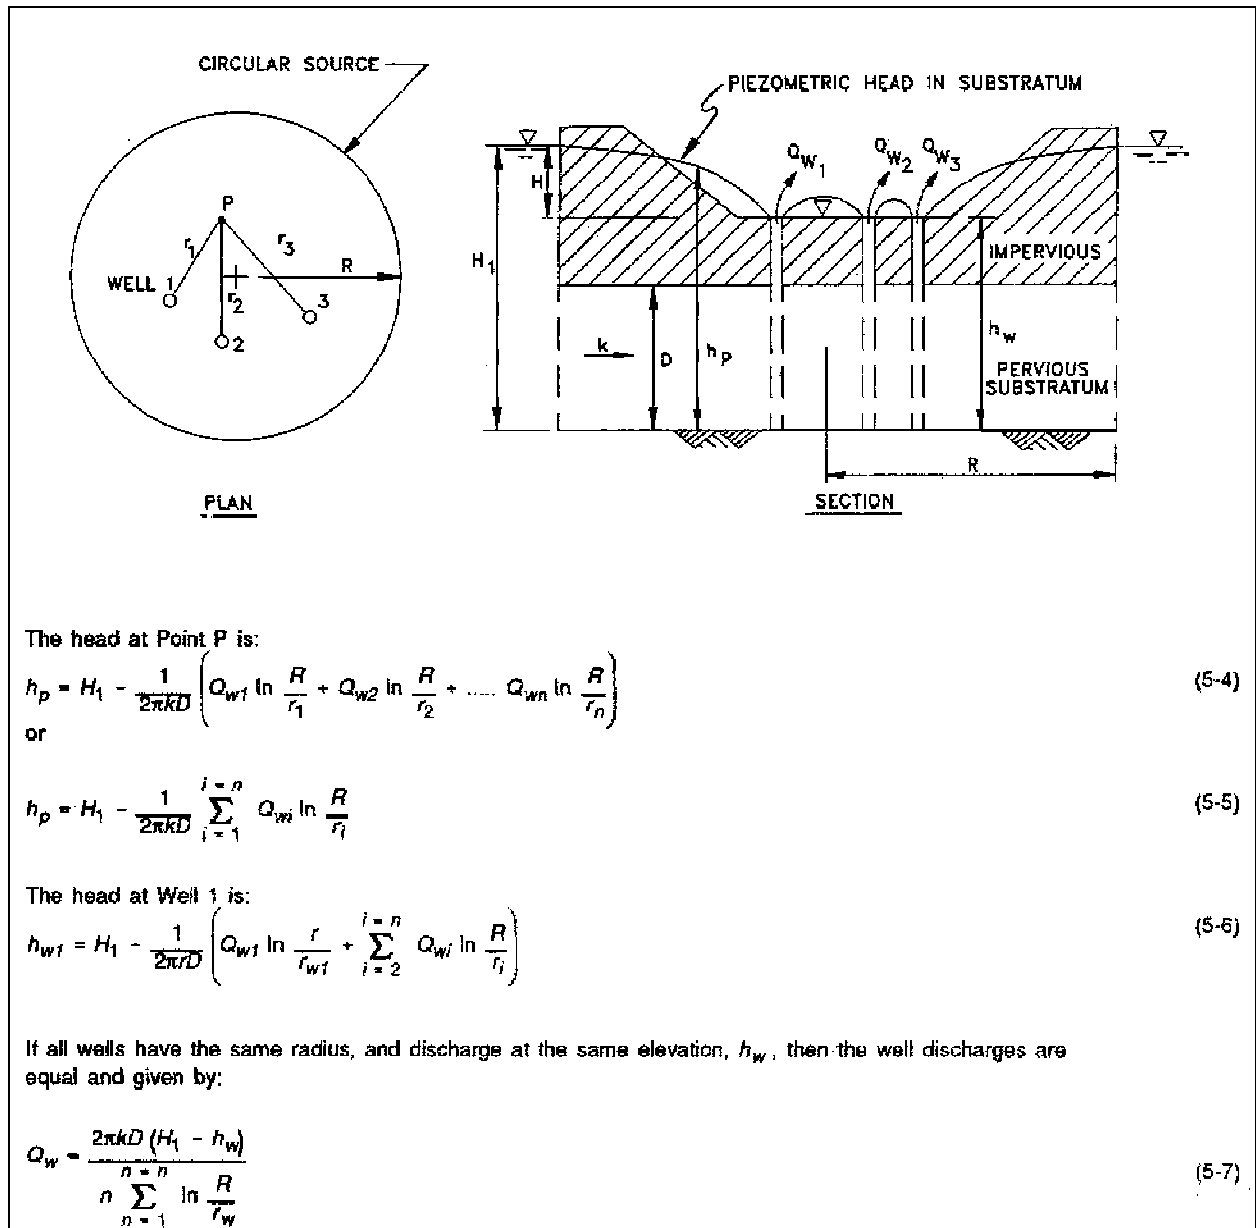 CIRCULAR SOURCE
P
r1
r3
R
WELL 1
r2
3
2
PLAN
PIEZOMETRIC HEAD IN SUBSTRATUM
H
QW1
QW2
QW3
H1
IMPERVIOUS
k
D
hp
hw
PERVIOUS
SUBSTRATUM
R
SECTION
The head at Point P is:
hp = H1 - 1/2πkD (Qw1 ln R/r1 + Qw2 ln R/r2 + ..... Qwn ln R/rn) (5-4)
or
hp = H1 - 1/2πkD Σ i = 1 i = n Qwi ln R/ri (5-5)
The head at Well 1 is:
hw1 = H1 - 1/2πrD (Qw1 ln r/rw1 + Σ i = 2 i = n Qwi ln R/ri) (5-6)
If all wells have the same radius, and discharge at the same elevation, hw, then the well discharges are
equal and given by:
Qw = 2πkD (H1 - hw) / n Σ n = 1 n = n ln R/rw (5-7)